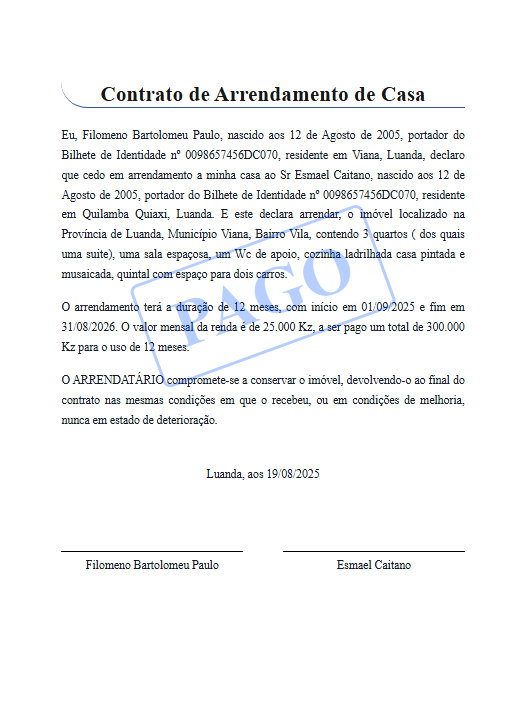 Contrato de Arrendamento de Casa
Eu, Filomeno Bartolomeu Paulo, nascido aos 12 de Agosto de 2005, portador do
Bilhete de Identidade nº 0098657456DC070, residente em Viana, Luanda, declaro
que cedo em arrendamento a minha casa ao Sr Esmael Caitano, nascido aos 12 de
Agosto de 2005, portador do Bilhete de Identidade nº 0098657456DC070, residente
em Quilamba Quiaxi, Luanda. E este declara arrendar, o imóvel localizado na
Província de Luanda, Município Viana, Bairro Vila, contendo 3 quartos ( dos quais
uma suite), uma sala espaçosa, um Wc de apoio, cozinha ladrilhada casa pintada e
musaicada, quintal com espaço para dois carros.
O arrendamento terá a duração de 12 meses, com início em 01/09/2025 e fim em
31/08/2026. O valor mensal da renda é de 25.000 Kz, a ser pago um total de 300.000
Kz para o uso de 12 meses.
O ARRENDATÁRIO compromete-se a conservar o imóvel, devolvendo-o ao final do
contrato nas mesmas condições em que o recebeu, ou em condições de melhoria,
nunca em estado de deterioração.
PAGO
Luanda, aos 19/08/2025
Filomeno Bartolomeu Paulo
Esmael Caitano